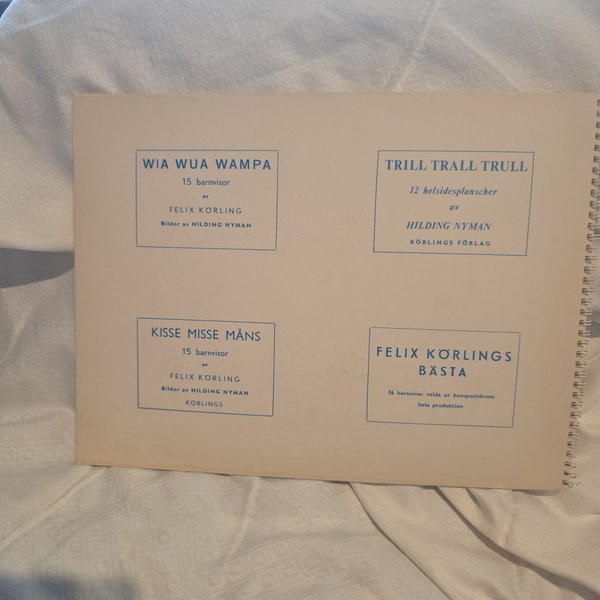 WIA WUA WAMPA
15 barnvisor
av
FELIX KÖRLING
Bilder av HILDING NYMAN
TRILL TRALL TRULL
12 helsidesplanscher
av
HILDING NYMAN
KÖRLINGS FÖRLAG
KISSE MISSE MÅNS
15 barnvisor
av
FELIX KÖRLING
Bilder av HILDING NYMAN
KÖRLINGS
FELIX KÖRLINGS
BÄSTA
36 barnvisor valda ur kompositörens
hela produktion